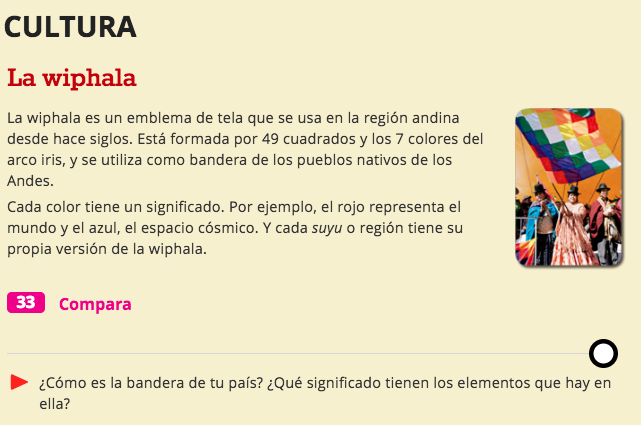 CULTURA
La wiphala
La wiphala es un emblema de tela que se usa en la región andina
desde hace siglos. Está formada por 49 cuadrados y los 7 colores del
arco iris, y se utiliza como bandera de los pueblos nativos de los
Andes.
Cada color tiene un significado. Por ejemplo, el rojo representa el
mundo y el azul, el espacio cósmico. Y cada suyu o región tiene su
propia versión de la wiphala.
33 Compara
¿Cómo es la bandera de tu país? ¿Qué significado tienen los elementos que hay en
ella?